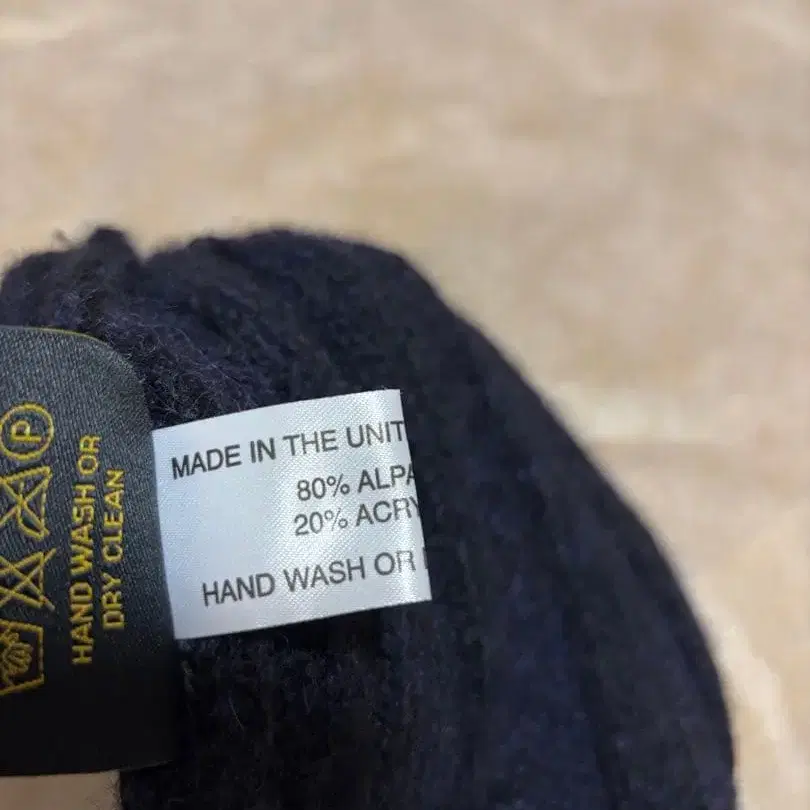 MADE IN THE UNIT
80% ALPA
20% ACRY
HAND WASH OR
P
HAND WASH OR
DRY CLEAN